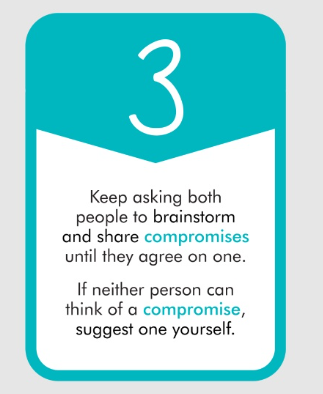 3
Keep asking both
people to brainstorm
and share compromises
until they agree on one.
If neither person can
think of a compromise,
suggest one yourself.